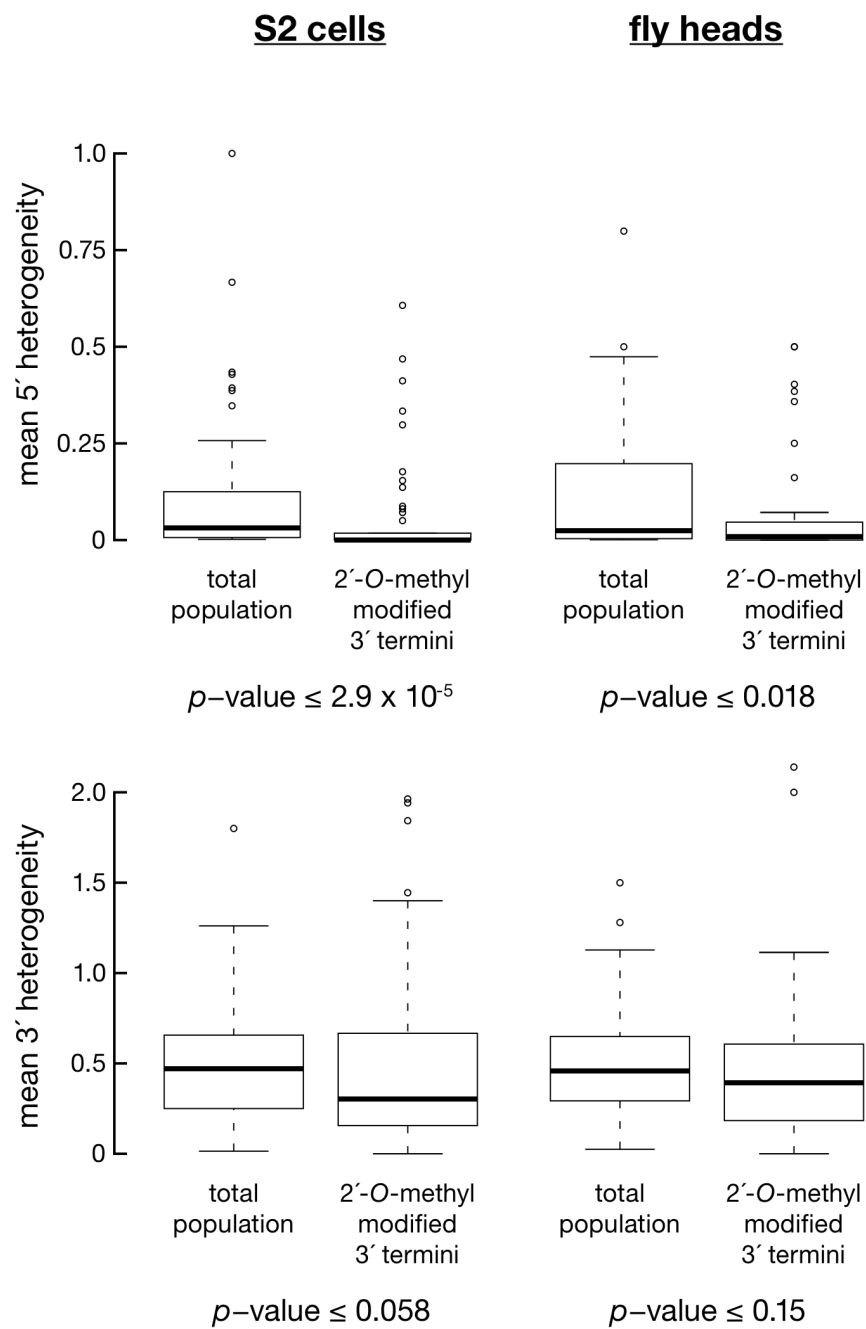 S2 cells
fly heads
mean 5´ heterogeneity
1.0
0.75
0.5
0.25
0
total
population
2´-O-methyl
modified
3´ termini
total
population
2´-O-methyl
modified
3´ termini
p–value ≤ 2.9 x 10⁻⁵
p–value ≤ 0.018
mean 3´ heterogeneity
2.0
1.5
1.0
0.5
0
total
population
2´-O-methyl
modified
3´ termini
total
population
2´-O-methyl
modified
3´ termini
p–value ≤ 0.058
p–value ≤ 0.15